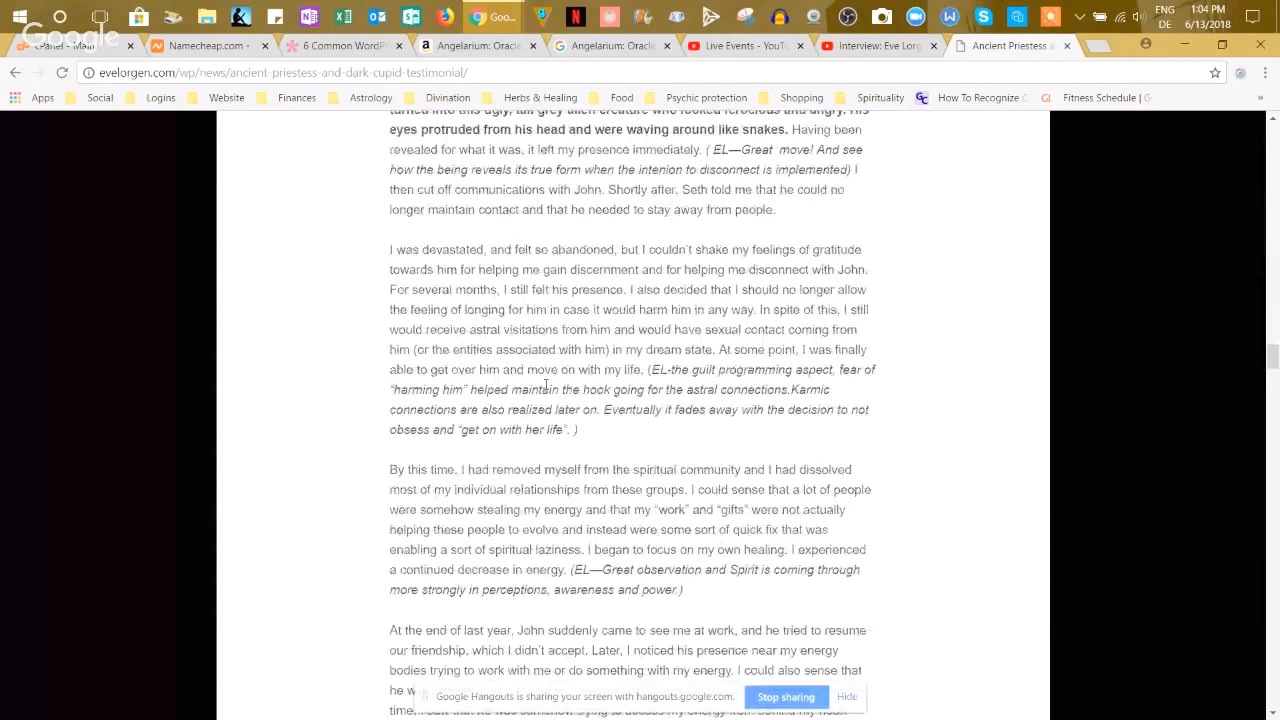 ENG
1:04 PM
DE
6/13/2018
Google
Goo...
Namecheap.com -
6 Common WordP
Angelarium: Oracle
Angelarium: Oracle
Live Events - YouTu
Interview: Eve Lorg
Ancient Priestess a
evelorgen.com/wp/news/ancient-priestess-and-dark-cupid-testimonial/
Apps Social Logins Website Finances Astrology Divination Herbs & Healing Food Psychic protection Shopping Spirituality How To Recognize Fitness Schedule | G
turned into this ugly, tall grey alien creature who looked ferocious and angry. His
eyes protruded from his head and were waving around like snakes. Having been
revealed for what it was, it left my presence immediately. ( EL—Great move! And see
how the being reveals its true form when the intenion to disconnect is implemented) I
then cut off communications with John. Shortly after, Seth told me that he could no
longer maintain contact and that he needed to stay away from people.
I was devastated, and felt so abandoned, but I couldn't shake my feelings of gratitude
towards him for helping me gain discernment and for helping me disconnect with John.
For several months, I still felt his presence. I also decided that I should no longer allow
the feeling of longing for him in case it would harm him in any way. In spite of this, I still
would receive astral visitations from him and would have sexual contact coming from
him (or the entities associated with him) in my dream state. At some point, I was finally
able to get over him and move on with my life. (EL-the guilt programming aspect, fear of
“harming him” helped maintain the hook going for the astral connections.Karmic
connections are also realized later on. Eventually it fades away with the decision to not
obsess and “get on with her life”. )
By this time, I had removed myself from the spiritual community and I had dissolved
most of my individual relationships from these groups. I could sense that a lot of people
were somehow stealing my energy and that my “work” and “gifts” were not actually
helping these people to evolve and instead were some sort of quick fix that was
enabling a sort of spiritual laziness. I began to focus on my own healing. I experienced
a continued decrease in energy. (EL—Great observation and Spirit is coming through
more strongly in perceptions, awareness and power.)
At the end of last year, John suddenly came to see me at work, and he tried to resume
our friendship, which I didn't accept. Later, I noticed his presence near my energy
bodies trying to work with me or do something with my energy. I could also sense that
he w
Google Hangouts is sharing your screen with hangouts.google.com. Stop sharing Hide
time.